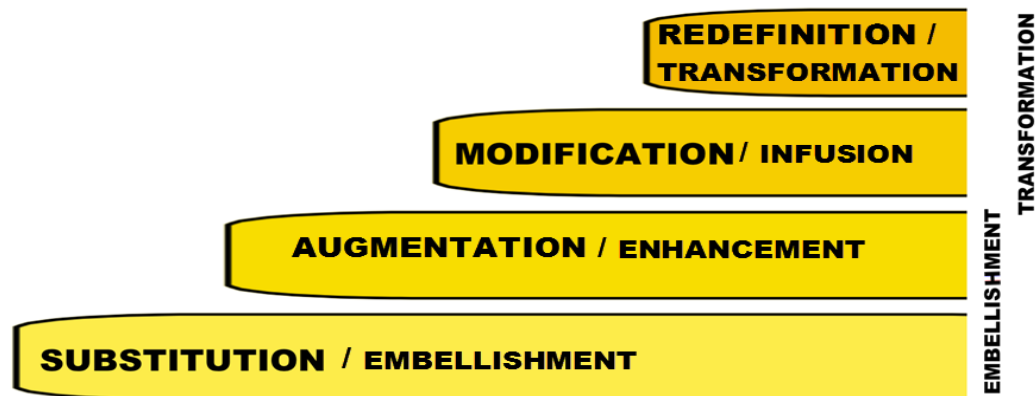 REDEFINITION /
TRANSFORMATION
MODIFICATION / INFUSION
AUGMENTATION / ENHANCEMENT
SUBSTITUTION / EMBELLISHMENT
EMBELLISHMENT
TRANSFORMATION